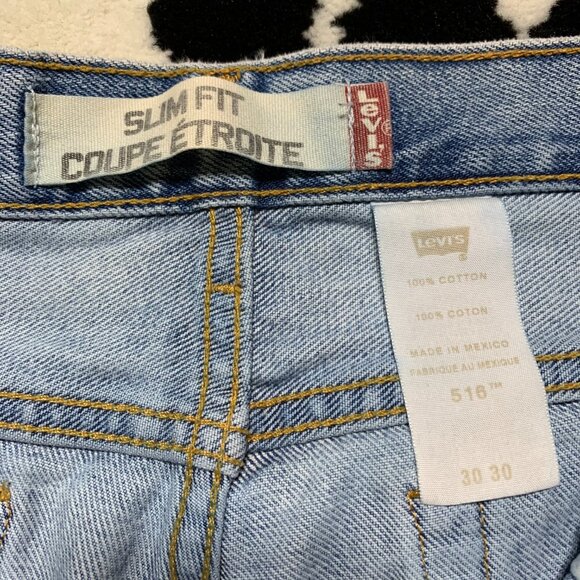 SLIM FIT
COUPE ÉTROITE
Levi's®
Levi's
®
100% COTTON
100% COTON
MADE IN MEXICO
FABRIQUÉ AU MEXIQUE
516™
30 30